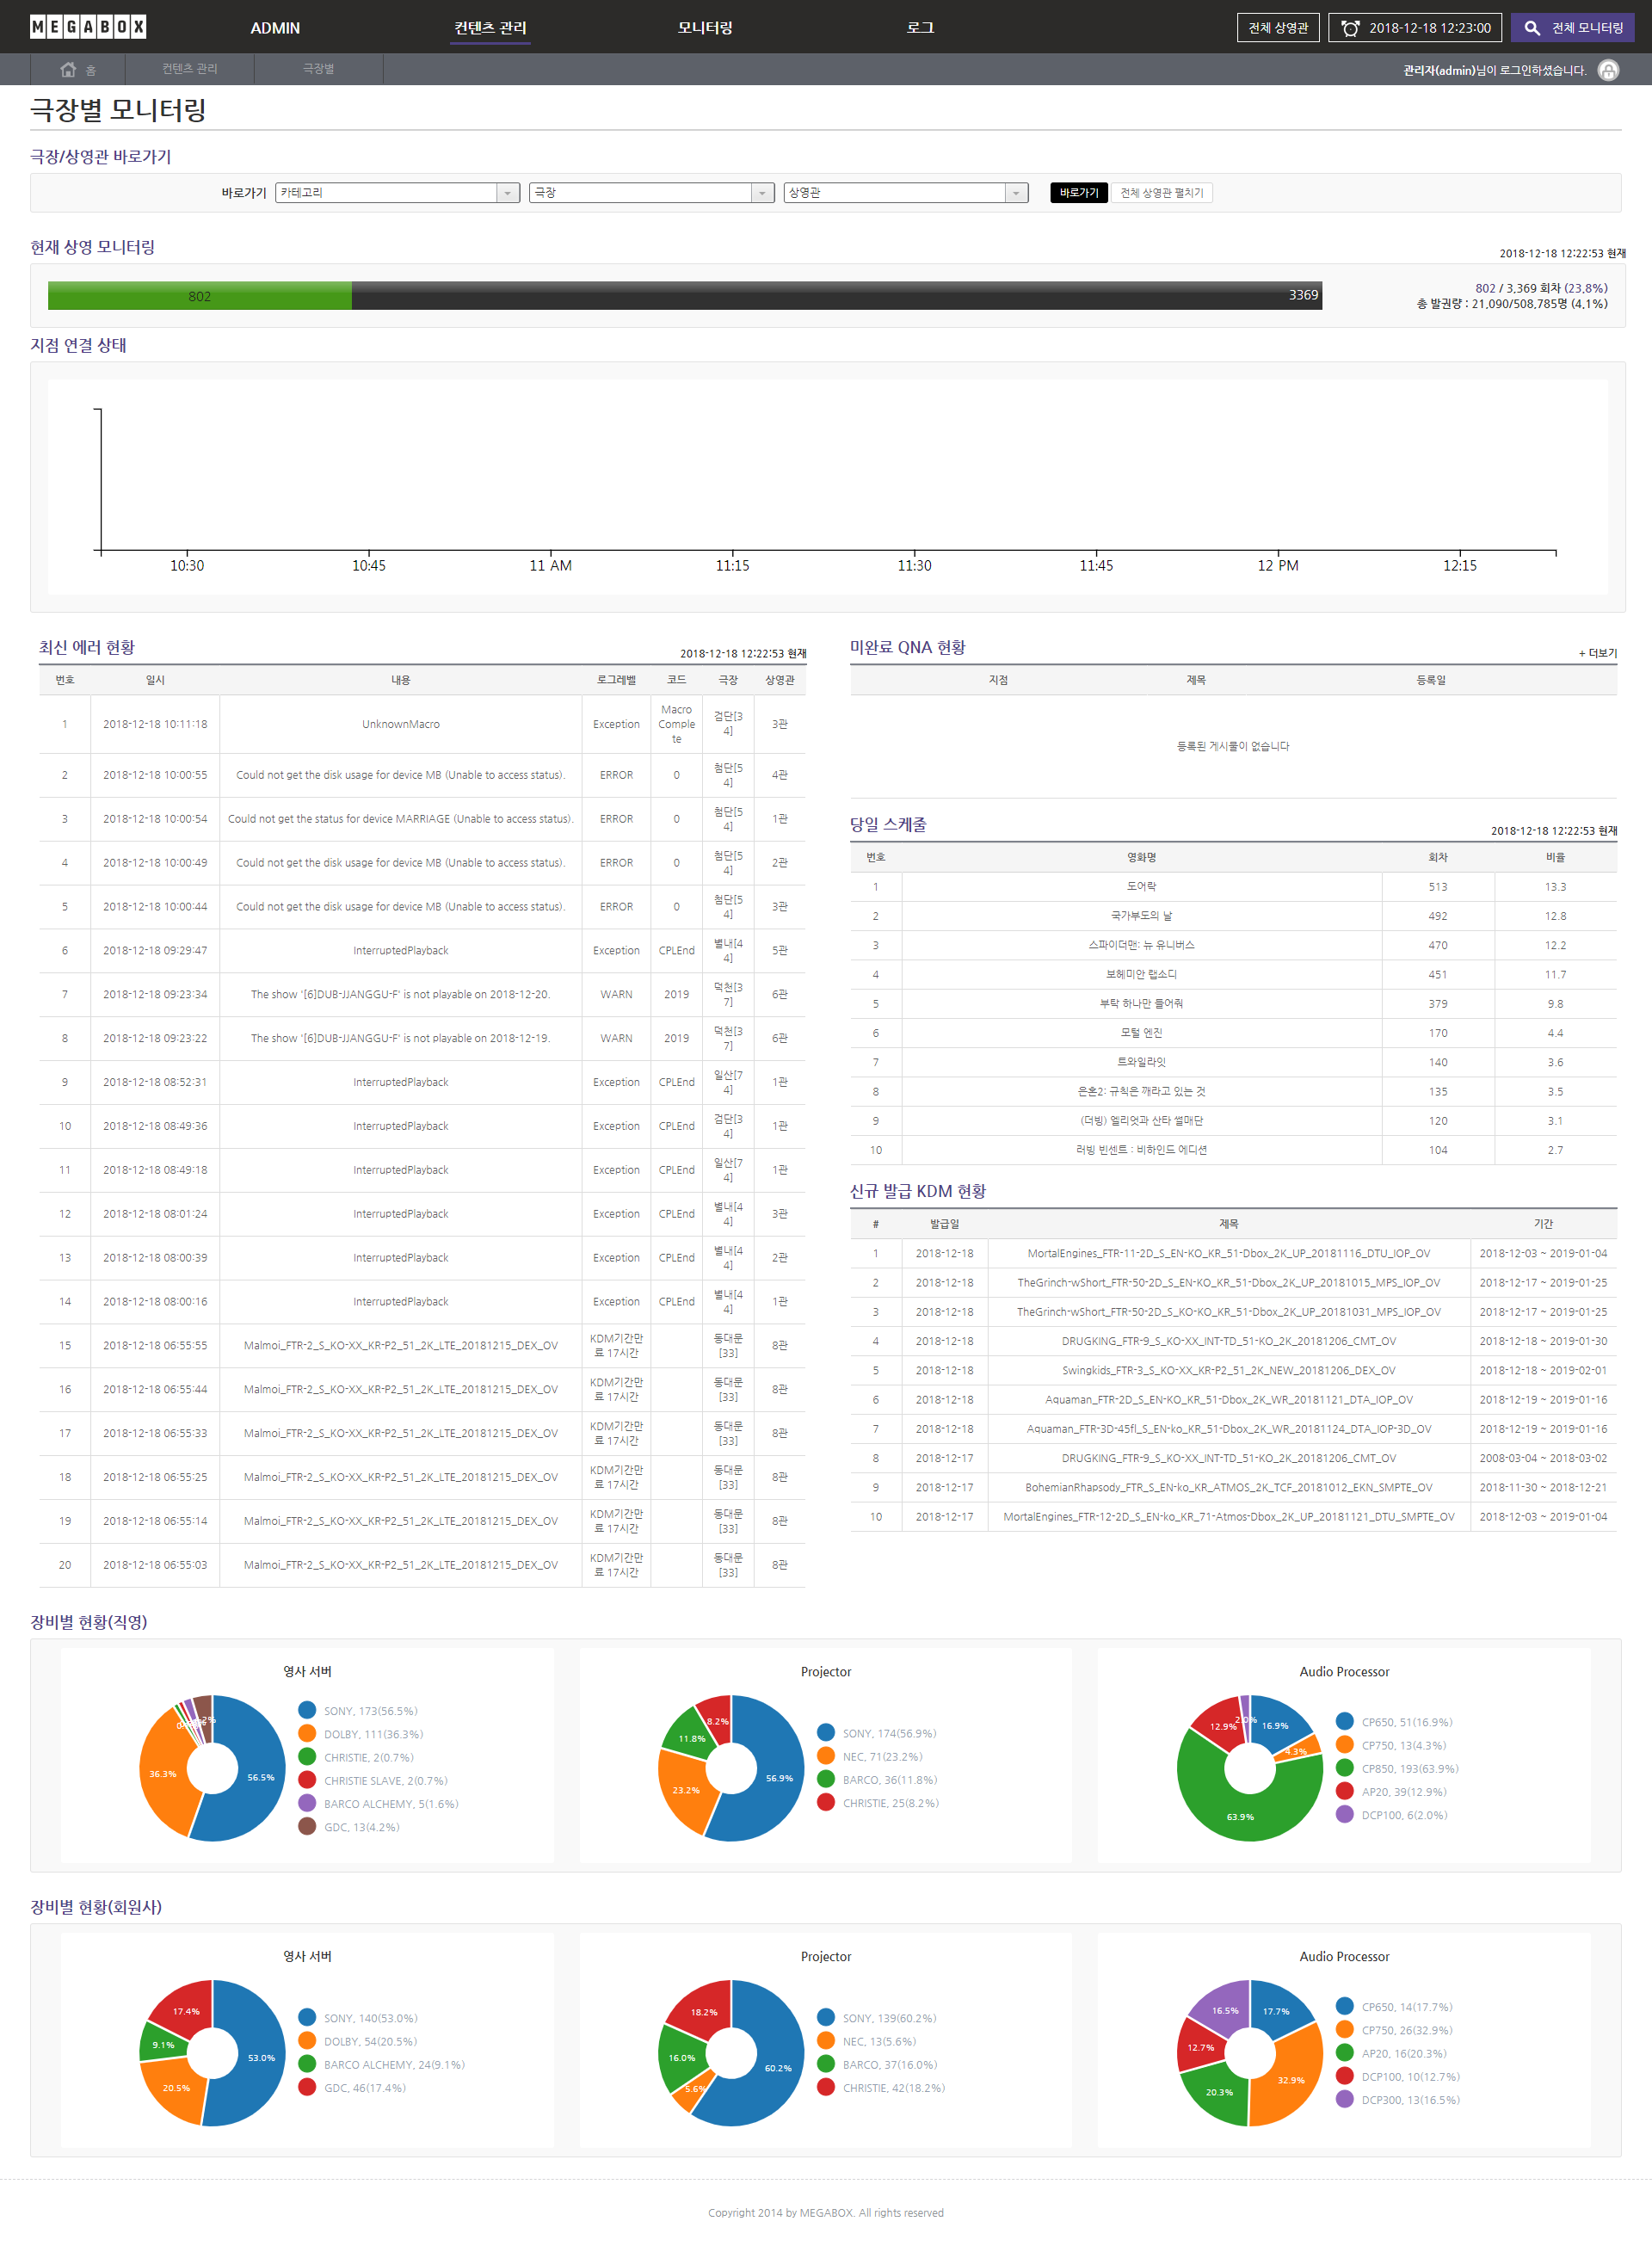 MEGABOX
ADMIN 컨텐츠 관리 모니터링 로그 전체 상영관 2018-12-18 12:23:00 전체 모니터링
홈 컨텐츠 관리 극장별 관리자(admin)님이 로그인하셨습니다.
극장별 모니터링
극장/상영관 바로가기
바로가기 카테고리 극장 상영관 바로가기 전체 상영관 펼치기
현재 상영 모니터링 2018-12-18 12:22:53 현재
802 3369 802 / 3,369 회차 (23.8%)
총 발권량 : 21,090/508,785명 (4.1%)
지점 연결 상태
10:30 10:45 11 AM 11:15 11:30 11:45 12 PM 12:15
최신 에러 현황 2018-12-18 12:22:53 현재
번호 일시 내용 로그레벨 코드 극장 상영관
1 2018-12-18 10:11:18 UnknownMacro Exception MacroComplete 검단[34] 3관
2 2018-12-18 10:00:55 Could not get the disk usage for device MB (Unable to access status). ERROR 0 첨단[54] 4관
3 2018-12-18 10:00:54 Could not get the status for device MARRIAGE (Unable to access status). ERROR 0 첨단[54] 1관
4 2018-12-18 10:00:49 Could not get the disk usage for device MB (Unable to access status). ERROR 0 첨단[54] 2관
5 2018-12-18 10:00:44 Could not get the disk usage for device MB (Unable to access status). ERROR 0 첨단[54] 3관
6 2018-12-18 09:29:47 InterruptedPlayback Exception CPLEnd 별내[44] 5관
7 2018-12-18 09:23:34 The show '[6]DUB-JJANGGU-F' is not playable on 2018-12-20. WARN 2019 덕천[37] 6관
8 2018-12-18 09:23:22 The show '[6]DUB-JJANGGU-F' is not playable on 2018-12-19. WARN 2019 덕천[37] 6관
9 2018-12-18 08:52:31 InterruptedPlayback Exception CPLEnd 일산[74] 1관
10 2018-12-18 08:49:36 InterruptedPlayback Exception CPLEnd 검단[34] 1관
11 2018-12-18 08:49:18 InterruptedPlayback Exception CPLEnd 일산[74] 1관
12 2018-12-18 08:01:24 InterruptedPlayback Exception CPLEnd 별내[44] 3관
13 2018-12-18 08:00:39 InterruptedPlayback Exception CPLEnd 별내[44] 2관
14 2018-12-18 08:00:16 InterruptedPlayback Exception CPLEnd 별내[44] 1관
15 2018-12-18 06:55:55 Malmoi_FTR-2_S_KO-XX_KR-P2_51_2K_LTE_20181215_DEX_OV KDM기간만료 17시간 동대문[33] 8관
16 2018-12-18 06:55:44 Malmoi_FTR-2_S_KO-XX_KR-P2_51_2K_LTE_20181215_DEX_OV KDM기간만료 17시간 동대문[33] 8관
17 2018-12-18 06:55:33 Malmoi_FTR-2_S_KO-XX_KR-P2_51_2K_LTE_20181215_DEX_OV KDM기간만료 17시간 동대문[33] 8관
18 2018-12-18 06:55:25 Malmoi_FTR-2_S_KO-XX_KR-P2_51_2K_LTE_20181215_DEX_OV KDM기간만료 17시간 동대문[33] 8관
19 2018-12-18 06:55:14 Malmoi_FTR-2_S_KO-XX_KR-P2_51_2K_LTE_20181215_DEX_OV KDM기간만료 17시간 동대문[33] 8관
20 2018-12-18 06:55:03 Malmoi_FTR-2_S_KO-XX_KR-P2_51_2K_LTE_20181215_DEX_OV KDM기간만료 17시간 동대문[33] 8관
미완료 QNA 현황 + 더보기
지점 제목 등록일
등록된 게시물이 없습니다
당일 스케줄 2018-12-18 12:22:53 현재
번호 영화명 회차 비율
1 도어락 513 13.3
2 국가부도의 날 492 12.8
3 스파이더맨: 뉴 유니버스 470 12.2
4 보헤미안 랩소디 451 11.7
5 부탁 하나만 들어줘 379 9.8
6 모털 엔진 170 4.4
7 트와일라잇 140 3.6
8 은혼2: 규칙은 깨라고 있는 것 135 3.5
9 (더빙) 엘리엇과 산타 썰매단 120 3.1
10 러빙 빈센트 : 비하인드 에디션 104 2.7
신규 발급 KDM 현황
# 발급일 제목 기간
1 2018-12-18 MortalEngines_FTR-11-2D_S_EN-KO_KR_51-Dbox_2K_UP_20181116_DTU_IOP_OV 2018-12-03 ~ 2019-01-04
2 2018-12-18 TheGrinch-wShort_FTR-50-2D_S_EN-KO_KR_51-Dbox_2K_UP_20181015_MPS_IOP_OV 2018-12-17 ~ 2019-01-25
3 2018-12-18 TheGrinch-wShort_FTR-50-2D_S_KO-KO_KR_51-Dbox_2K_UP_20181031_MPS_IOP_OV 2018-12-17 ~ 2019-01-25
4 2018-12-18 DRUGKING_FTR-9_S_KO-XX_INT-TD_51-KO_2K_20181206_CMT_OV 2018-12-18 ~ 2019-01-30
5 2018-12-18 Swingkids_FTR-3_S_KO-XX_KR-P2_51_2K_NEW_20181206_DEX_OV 2018-12-18 ~ 2019-02-01
6 2018-12-18 Aquaman_FTR-2D_S_EN-KO_KR_51-Dbox_2K_WR_20181121_DTA_IOP_OV 2018-12-19 ~ 2019-01-16
7 2018-12-18 Aquaman_FTR-3D-45fl_S_EN-ko_KR_51-Dbox_2K_WR_20181124_DTA_IOP-3D_OV 2018-12-19 ~ 2019-01-16
8 2018-12-17 DRUGKING_FTR-9_S_KO-XX_INT-TD_51-KO_2K_20181206_CMT_OV 2008-03-04 ~ 2018-03-02
9 2018-12-17 BohemianRhapsody_FTR_S_EN-ko_KR_ATMOS_2K_TCF_20181012_EKN_SMPTE_OV 2018-11-30 ~ 2018-12-21
10 2018-12-17 MortalEngines_FTR-12-2D_S_EN-ko_KR_71-Atmos-Dbox_2K_UP_20181121_DTU_SMPTE_OV 2018-12-03 ~ 2019-01-04
장비별 현황(직영)
영사 서버
56.5%
36.3%
SONY, 173(56.5%)
DOLBY, 111(36.3%)
CHRISTIE, 2(0.7%)
CHRISTIE SLAVE, 2(0.7%)
BARCO ALCHEMY, 5(1.6%)
GDC, 13(4.2%)
Projector
8.2%
11.8%
23.2%
56.9%
SONY, 174(56.9%)
NEC, 71(23.2%)
BARCO, 36(11.8%)
CHRISTIE, 25(8.2%)
Audio Processor
2.0%
12.9%
16.9%
4.3%
63.9%
CP650, 51(16.9%)
CP750, 13(4.3%)
CP850, 193(63.9%)
AP20, 39(12.9%)
DCP100, 6(2.0%)
장비별 현황(회원사)
영사 서버
17.4%
9.1%
20.5%
53.0%
SONY, 140(53.0%)
DOLBY, 54(20.5%)
BARCO ALCHEMY, 24(9.1%)
GDC, 46(17.4%)
Projector
18.2%
16.0%
5.6%
60.2%
SONY, 139(60.2%)
NEC, 13(5.6%)
BARCO, 37(16.0%)
CHRISTIE, 42(18.2%)
Audio Processor
16.5%
17.7%
12.7%
20.3%
32.9%
CP650, 14(17.7%)
CP750, 26(32.9%)
AP20, 16(20.3%)
DCP100, 10(12.7%)
DCP300, 13(16.5%)
Copyright 2014 by MEGABOX. All rights reserved